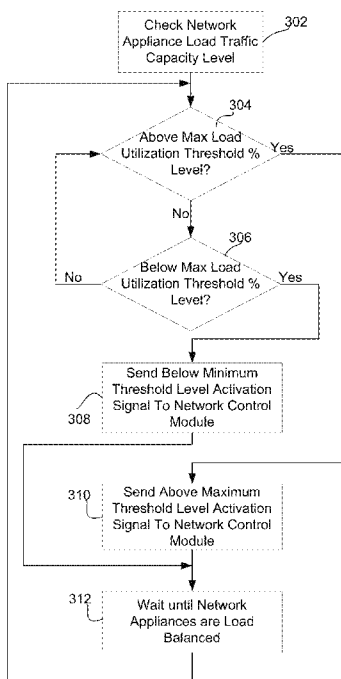 Check Network
Appliance Load Traffic
Capacity Level
302
304
Above Max Load
Utilization Threshold %
Level?
Yes
No
306
Below Max Load
Utilization Threshold %
Level?
No
Yes
Send Below Minimum
Threshold Level Activation
Signal To Network Control
Module
308
Send Above Maximum
Threshold Level Activation
Signal To Network Control
Module
310
312
Wait until Network
Appliances are Load
Balanced